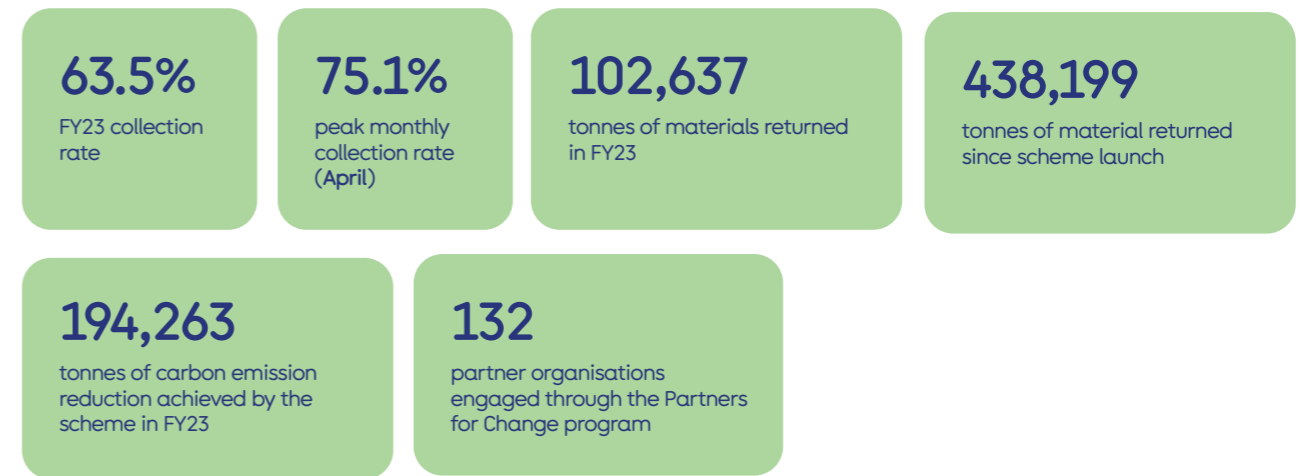 63.5%
FY23 collection
rate
75.1%
peak monthly
collection rate
(April)
102,637
tonnes of materials returned
in FY23
438,199
tonnes of material returned
since scheme launch
194,263
tonnes of carbon emission
reduction achieved by the
scheme in FY23
132
partner organisations
engaged through the Partners
for Change program